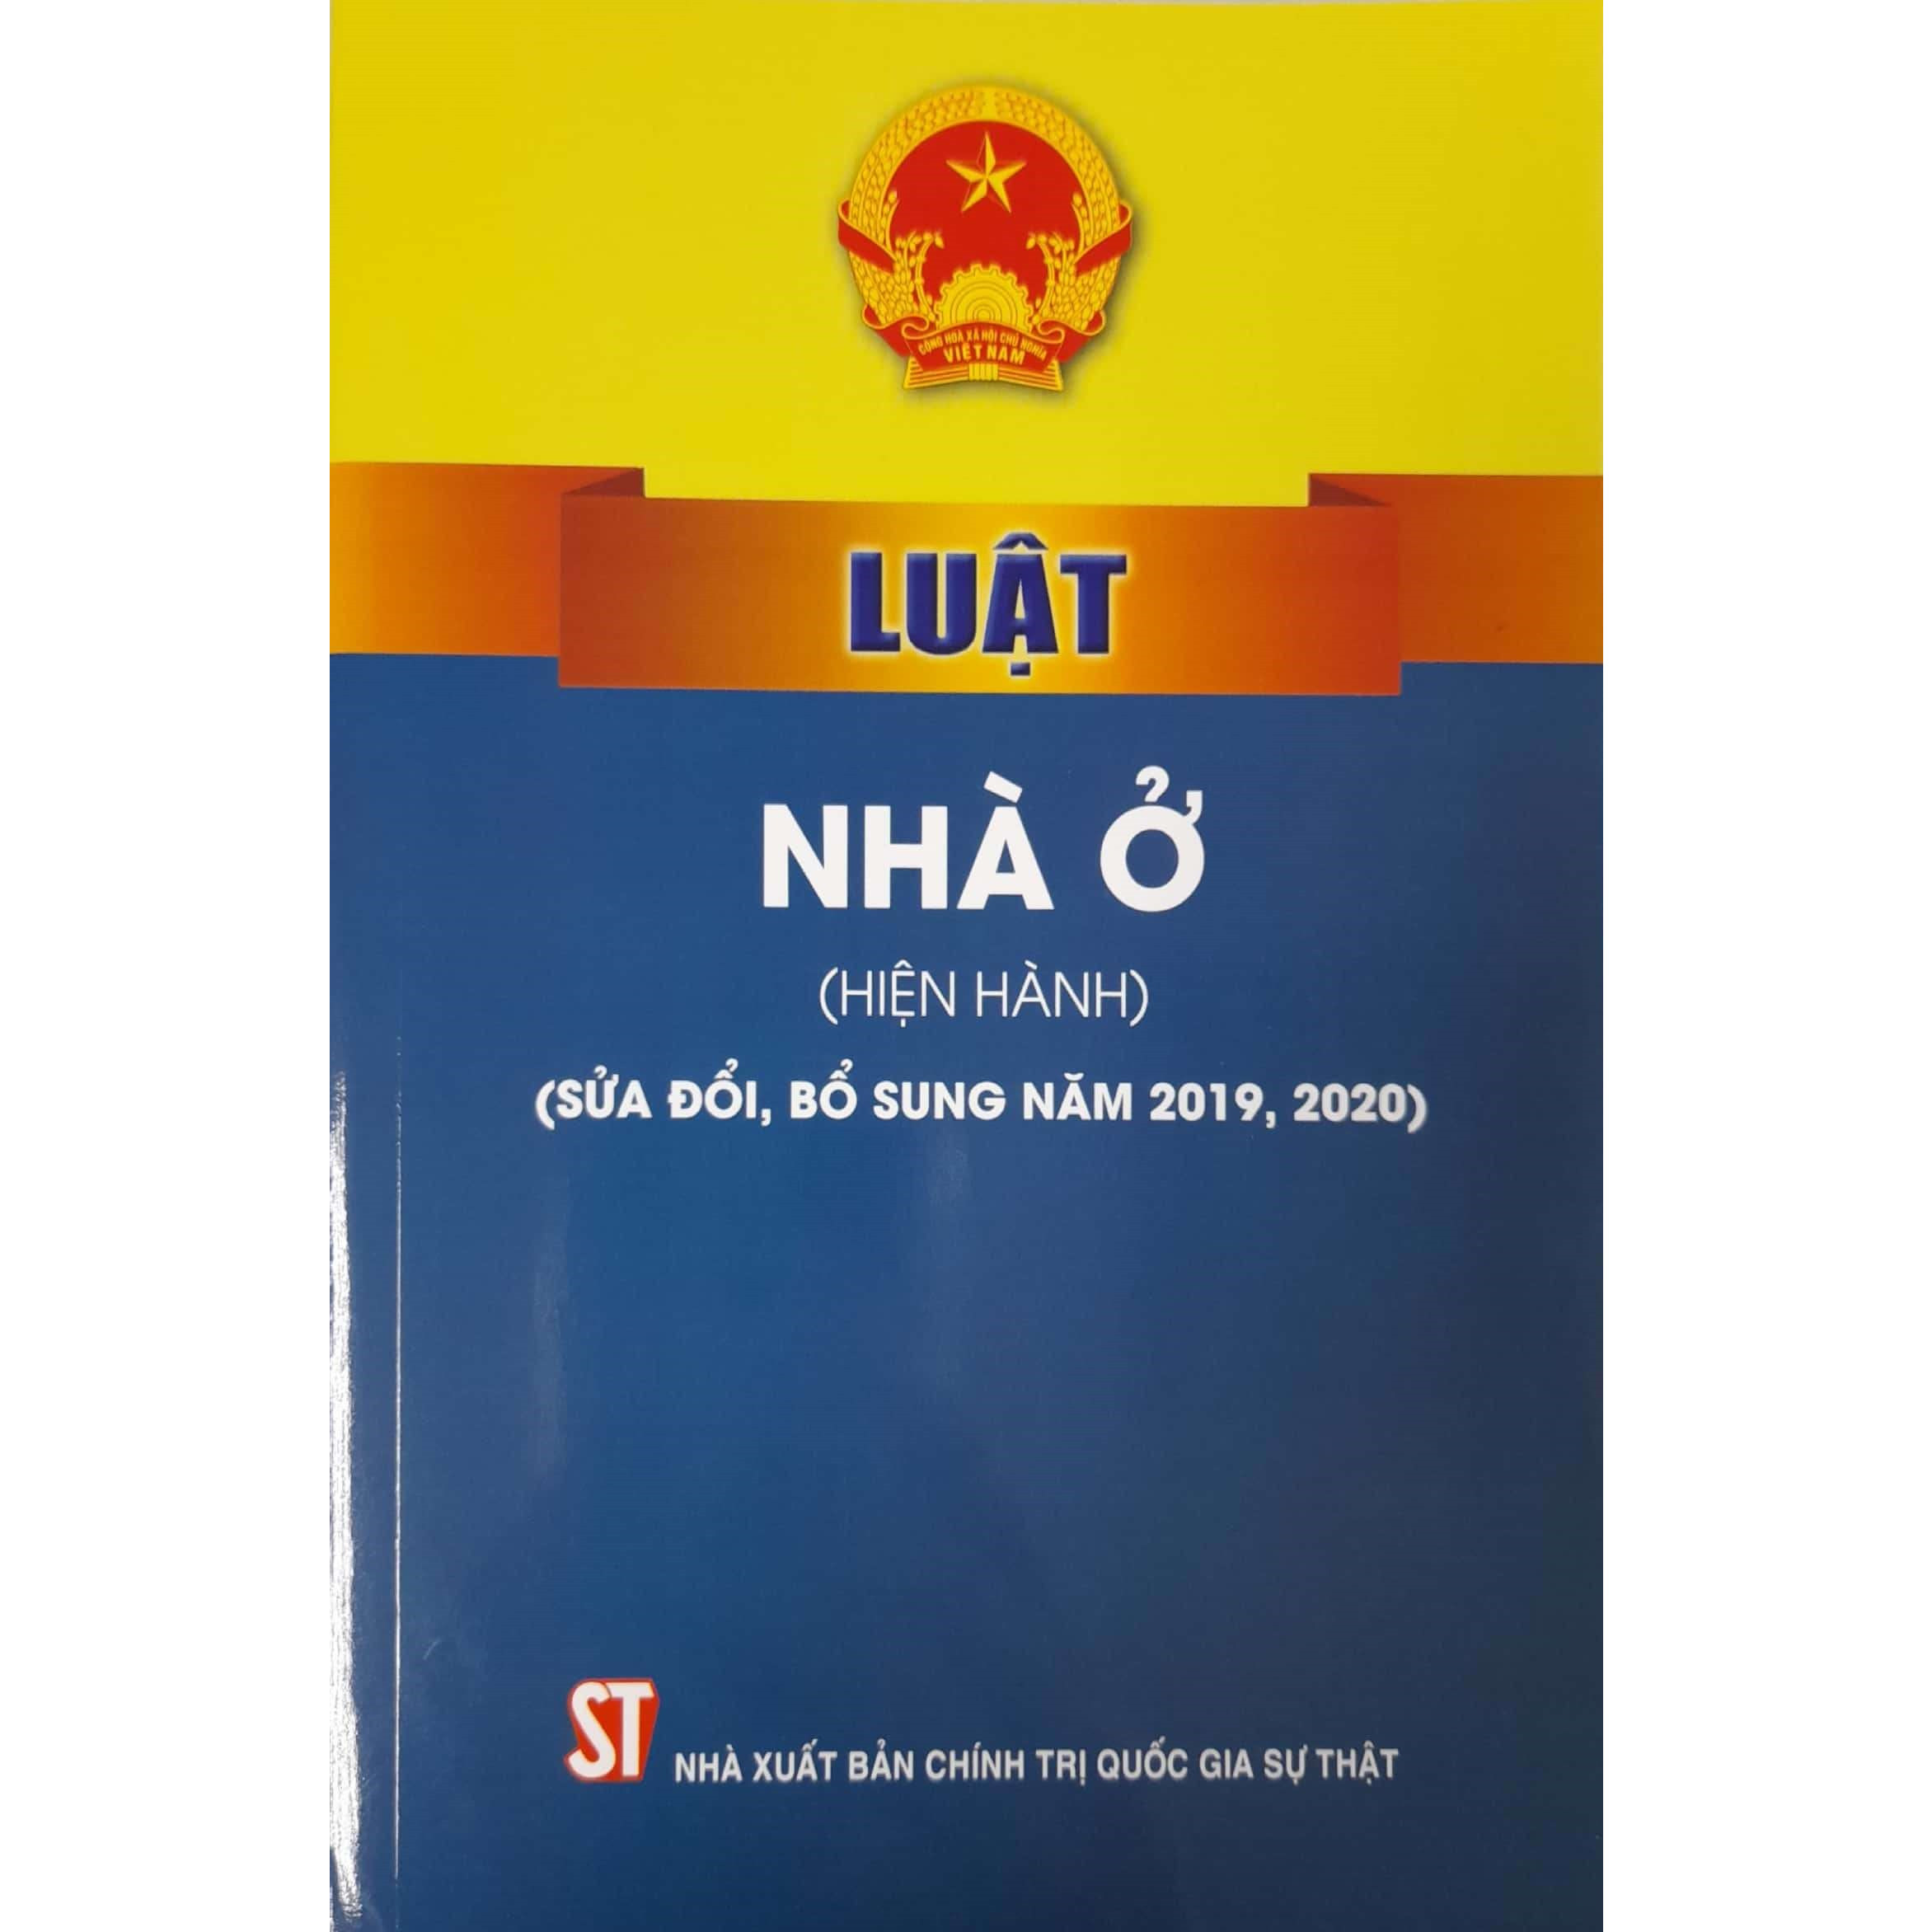 CỘNG HOÀ XÃ HỘI CHỦ NGHĨA
VIỆT NAM
LUẬT
NHÀ Ở
(HIỆN HÀNH)
(SỬA ĐỔI, BỔ SUNG NĂM 2019, 2020)
ST
NHÀ XUẤT BẢN CHÍNH TRỊ QUỐC GIA SỰ THẬT